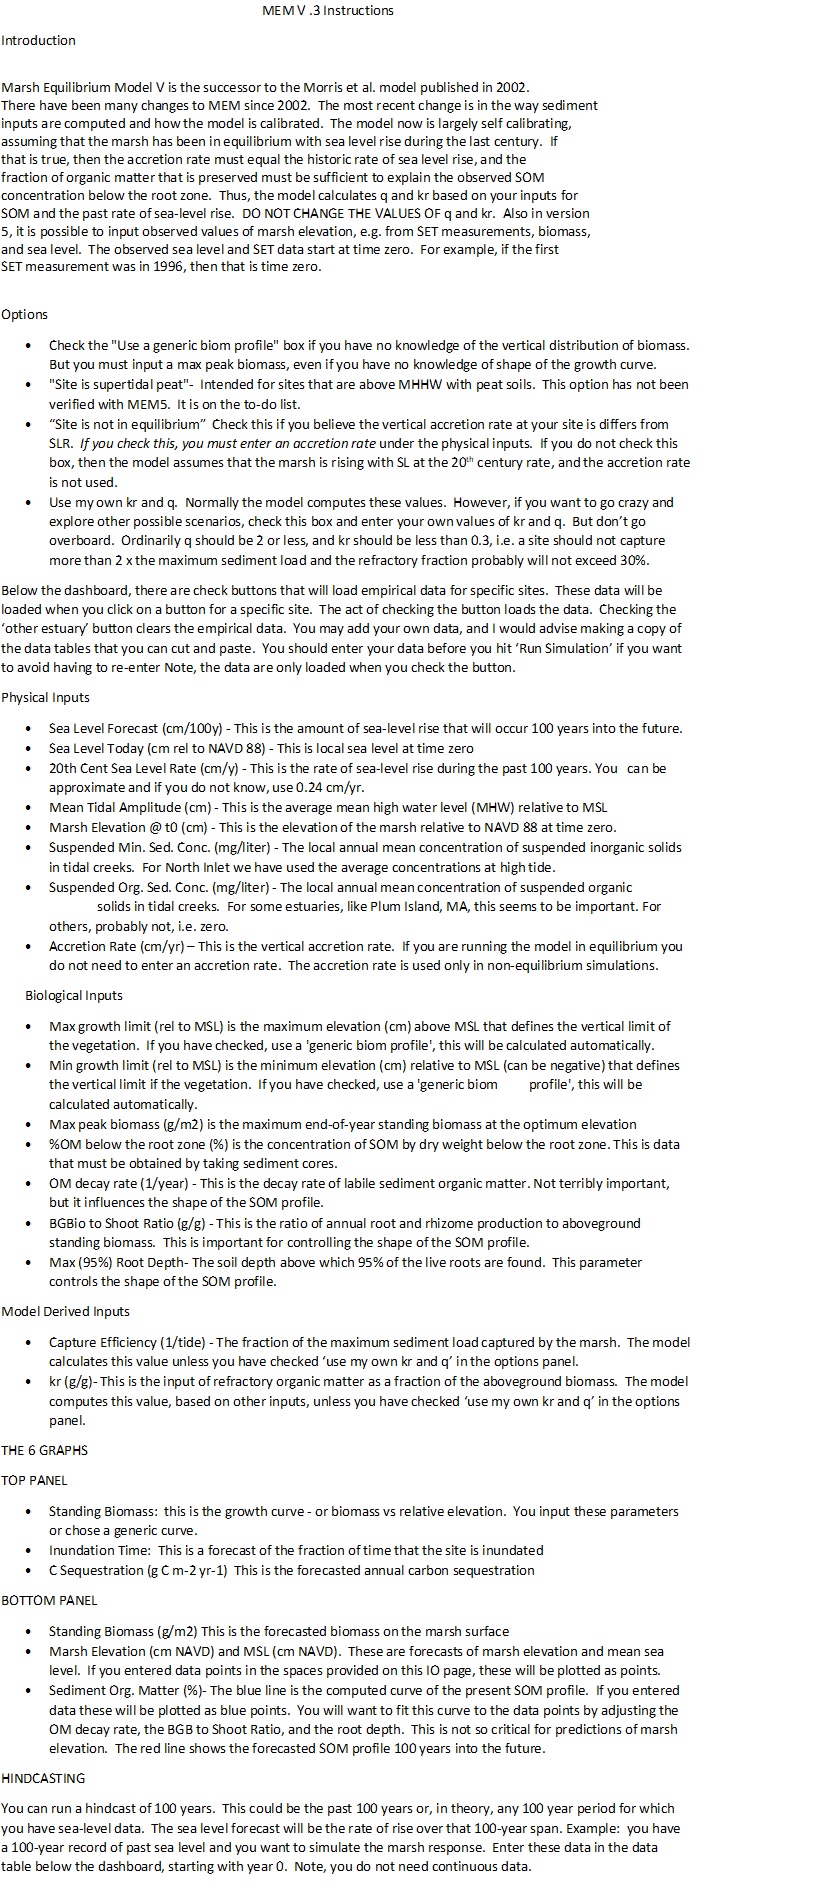 MEM V .3 Instructions
Introduction
Marsh Equilibrium Model V is the successor to the Morris et al. model published in 2002.
There have been many changes to MEM since 2002.  The most recent change is in the way sediment
inputs are computed and how the model is calibrated.  The model now is largely self calibrating,
assuming that the marsh has been in equilibrium with sea level rise during the last century.  If
that is true, then the accretion rate must equal the historic rate of sea level rise, and the
fraction of organic matter that is preserved must be sufficient to explain the observed SOM
concentration below the root zone.  Thus, the model calculates q and kr based on your inputs for
SOM and the past rate of sea-level rise.  DO NOT CHANGE THE VALUES OF q and kr.  Also in version
5, it is possible to input observed values of marsh elevation, e.g. from SET measurements, biomass,
and sea level.  The observed sea level and SET data start at time zero.  For example, if the first
SET measurement was in 1996, then that is time zero.
Options
• Check the "Use a generic biom profile" box if you have no knowledge of the vertical distribution of biomass.
But you must input a max peak biomass, even if you have no knowledge of shape of the growth curve.
• "Site is supertidal peat"-  Intended for sites that are above MHHW with peat soils.  This option has not been
verified with MEM5.  It is on the to-do list.
• “Site is not in equilibrium”  Check this if you believe the vertical accretion rate at your site is differs from
SLR.  If you check this, you must enter an accretion rate under the physical inputs.  If you do not check this
box, then the model assumes that the marsh is rising with SL at the 20th century rate, and the accretion rate
is not used.
• Use my own kr and q.  Normally the model computes these values.  However, if you want to go crazy and
explore other possible scenarios, check this box and enter your own values of kr and q.  But don’t go
overboard.  Ordinarily q should be 2 or less, and kr should be less than 0.3, i.e. a site should not capture
more than 2 x the maximum sediment load and the refractory fraction probably will not exceed 30%.
Below the dashboard, there are check buttons that will load empirical data for specific sites.  These data will be
loaded when you click on a button for a specific site.  The act of checking the button loads the data.  Checking the
‘other estuary’ button clears the empirical data.  You may add your own data, and I would advise making a copy of
the data tables that you can cut and paste.  You should enter your data before you hit ‘Run Simulation’ if you want
to avoid having to re-enter Note, the data are only loaded when you check the button.
Physical Inputs
• Sea Level Forecast (cm/100y) - This is the amount of sea-level rise that will occur 100 years into the future.
• Sea Level Today (cm rel to NAVD 88) - This is local sea level at time zero
• 20th Cent Sea Level Rate (cm/y) - This is the rate of sea-level rise during the past 100 years. You  can be
approximate and if you do not know, use 0.24 cm/yr.
• Mean Tidal Amplitude (cm) - This is the average mean high water level (MHW) relative to MSL
• Marsh Elevation @ t0 (cm) - This is the elevation of the marsh relative to NAVD 88 at time zero.
• Suspended Min. Sed. Conc. (mg/liter) - The local annual mean concentration of suspended inorganic solids
in tidal creeks.  For North Inlet we have used the average concentrations at high tide.
• Suspended Org. Sed. Conc. (mg/liter) - The local annual mean concentration of suspended organic
solids in tidal creeks.  For some estuaries, like Plum Island, MA, this seems to be important. For
others, probably not, i.e. zero.
• Accretion Rate (cm/yr) – This is the vertical accretion rate.  If you are running the model in equilibrium you
do not need to enter an accretion rate.  The accretion rate is used only in non-equilibrium simulations.
Biological Inputs
• Max growth limit (rel to MSL) is the maximum elevation (cm) above MSL that defines the vertical limit of
the vegetation.  If you have checked, use a 'generic biom profile', this will be calculated automatically.
• Min growth limit (rel to MSL) is the minimum elevation (cm) relative to MSL (can be negative) that defines
the vertical limit if the vegetation.  If you have checked, use a 'generic biom    profile', this will be
calculated automatically.
• Max peak biomass (g/m2) is the maximum end-of-year standing biomass at the optimum elevation
• %OM below the root zone (%) is the concentration of SOM by dry weight below the root zone. This is data
that must be obtained by taking sediment cores.
• OM decay rate (1/year) - This is the decay rate of labile sediment organic matter. Not terribly important,
but it influences the shape of the SOM profile.
• BGBio to Shoot Ratio (g/g) - This is the ratio of annual root and rhizome production to aboveground
standing biomass.  This is important for controlling the shape of the SOM profile.
• Max (95%) Root Depth- The soil depth above which 95% of the live roots are found.  This parameter
controls the shape of the SOM profile.
Model Derived Inputs
• Capture Efficiency (1/tide) - The fraction of the maximum sediment load captured by the marsh.  The model
calculates this value unless you have checked ‘use my own kr and q’ in the options panel.
• kr (g/g)- This is the input of refractory organic matter as a fraction of the aboveground biomass.  The model
computes this value, based on other inputs, unless you have checked ‘use my own kr and q’ in the options
panel.
THE 6 GRAPHS
TOP PANEL
• Standing Biomass:  this is the growth curve - or biomass vs relative elevation.  You input these parameters
or chose a generic curve.
• Inundation Time:  This is a forecast of the fraction of time that the site is inundated
• C Sequestration (g C m-2 yr-1)  This is the forecasted annual carbon sequestration
BOTTOM PANEL
• Standing Biomass (g/m2) This is the forecasted biomass on the marsh surface
• Marsh Elevation (cm NAVD) and MSL (cm NAVD).  These are forecasts of marsh elevation and mean sea
level.  If you entered data points in the spaces provided on this IO page, these will be plotted as points.
• Sediment Org. Matter (%)- The blue line is the computed curve of the present SOM profile.  If you entered
data these will be plotted as blue points.  You will want to fit this curve to the data points by adjusting the
OM decay rate, the BGB to Shoot Ratio, and the root depth.  This is not so critical for predictions of marsh
elevation.  The red line shows the forecasted SOM profile 100 years into the future.
HINDCASTING
You can run a hindcast of 100 years.  This could be the past 100 years or, in theory, any 100 year period for which
you have sea-level data.  The sea level forecast will be the rate of rise over that 100-year span. Example:  you have
a 100-year record of past sea level and you want to simulate the marsh response.  Enter these data in the data
table below the dashboard, starting with year 0.  Note, you do not need continuous data.